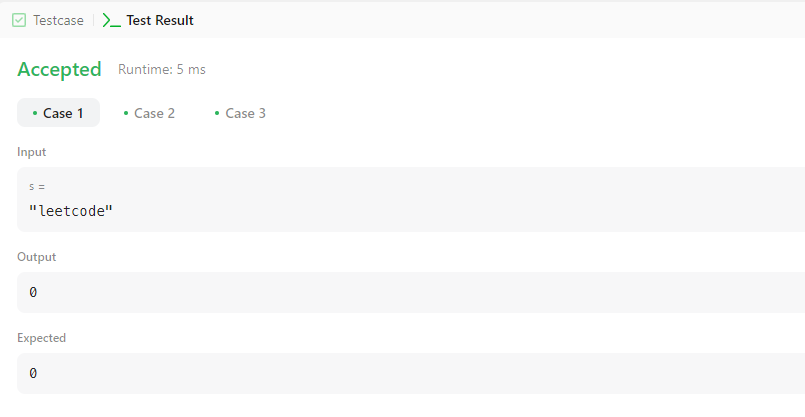 Testcase Test Result
Accepted Runtime: 5 ms
Case 1 Case 2 Case 3
Input
s =
"leetcode"
Output
0
Expected
0